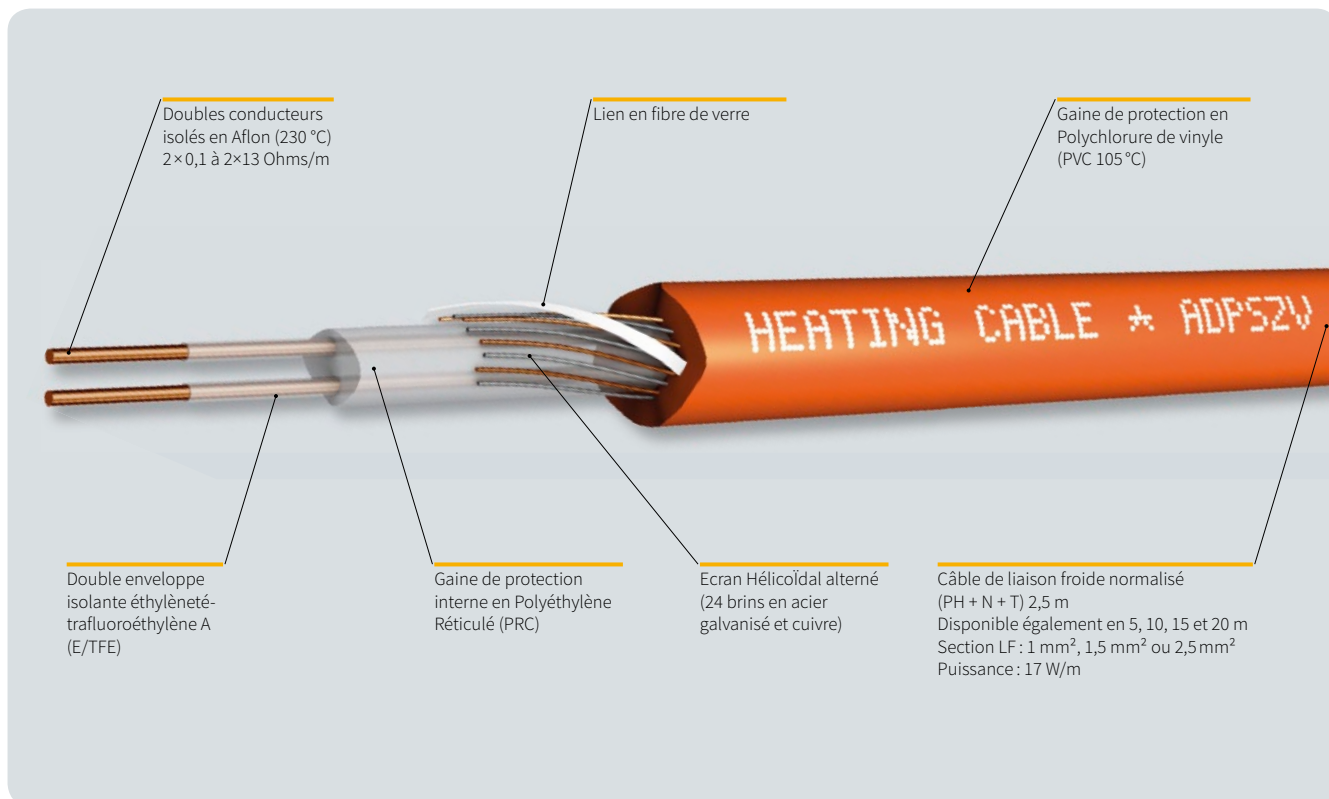 Doubles conducteurs
isolés en Aflon (230 °C)
2 × 0,1 à 2×13 Ohms/m
Lien en fibre de verre
Gaine de protection en
Polychlorure de vinyle
(PVC 105 °C)
HEATING CABLE * ADPSZV
Double enveloppe
isolante éthylèneté-
trafluoroéthylène A
(E/TFE)
Gaine de protection
interne en Polyéthylène
Réticulé (PRC)
Ecran HélicoÏdal alterné
(24 brins en acier
galvanisé et cuivre)
Câble de liaison froide normalisé
(PH + N + T) 2,5 m
Disponible également en 5, 10, 15 et 20 m
Section LF : 1 mm², 1,5 mm² ou 2,5 mm²
Puissance : 17 W/m